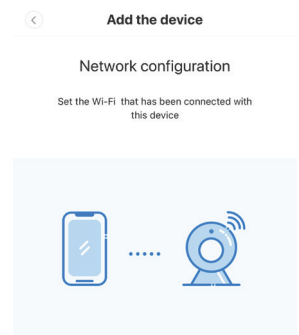 Add the device
Network configuration
Set the Wi-Fi that has been connected with
this device